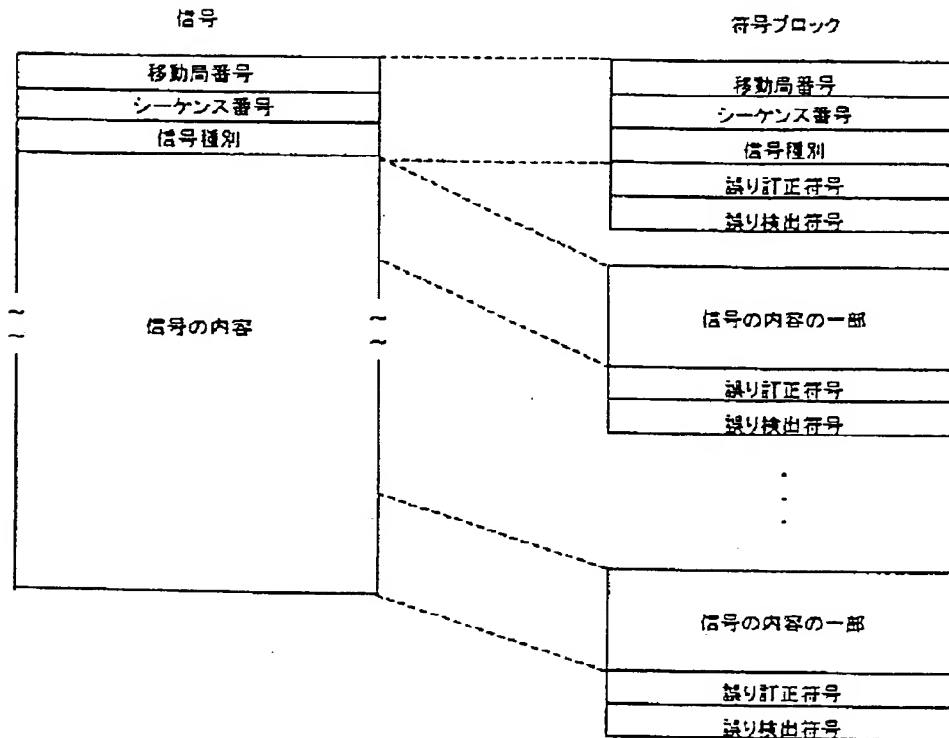 信号
移動局番号
シーケンス番号
信号種別
信号の内容
符号ブロック
移動局番号
シーケンス番号
信号種別
誤り訂正符号
誤り検出符号
信号の内容の一部
誤り訂正符号
誤り検出符号
信号の内容の一部
誤り訂正符号
誤り検出符号